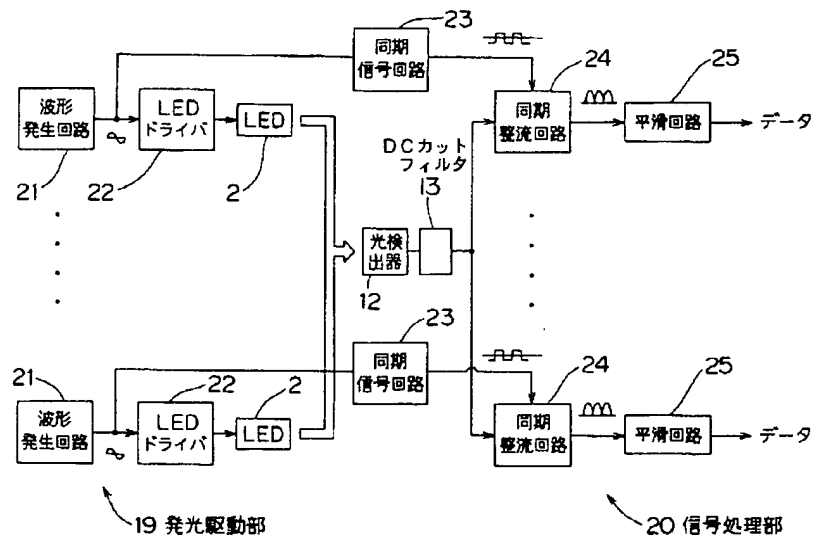 23
同期
信号回路
24
25
波形
発生回路
LED
ドライバ
LED
同期
整流回路
平滑回路
データ
21
22
2
DCカット
フィルタ
13
光検
出器
12
23
同期
信号回路
24
25
21
22
2
波形
発生回路
LED
ドライバ
LED
同期
整流回路
平滑回路
データ
19 発光駆動部
20 信号処理部